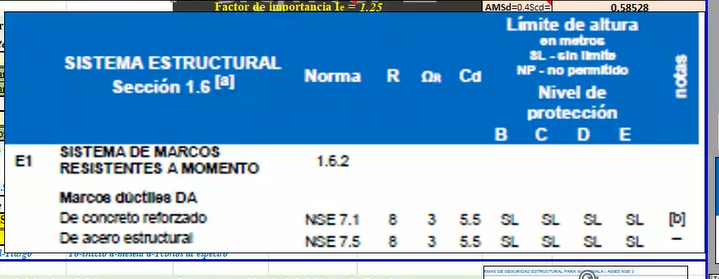 Factor de importancia Ie = 1.25
AMSd=0.4Scd= 0.58528
SISTEMA ESTRUCTURAL
Sección 1.6 [a]
Norma R ΩR Cd
Límite de altura
en metros
SL - sin límite
NP - no permitido
Nivel de
protección
B C D E
notas
E1 SISTEMA DE MARCOS
RESISTENTES A MOMENTO 1.6.2
Marcos dúctiles DA
De concreto reforzado NSE 7.1 8 3 5.5 SL SL SL SL [b]
De acero estructural NSE 7.5 8 3 5.5 SL SL SL SL –